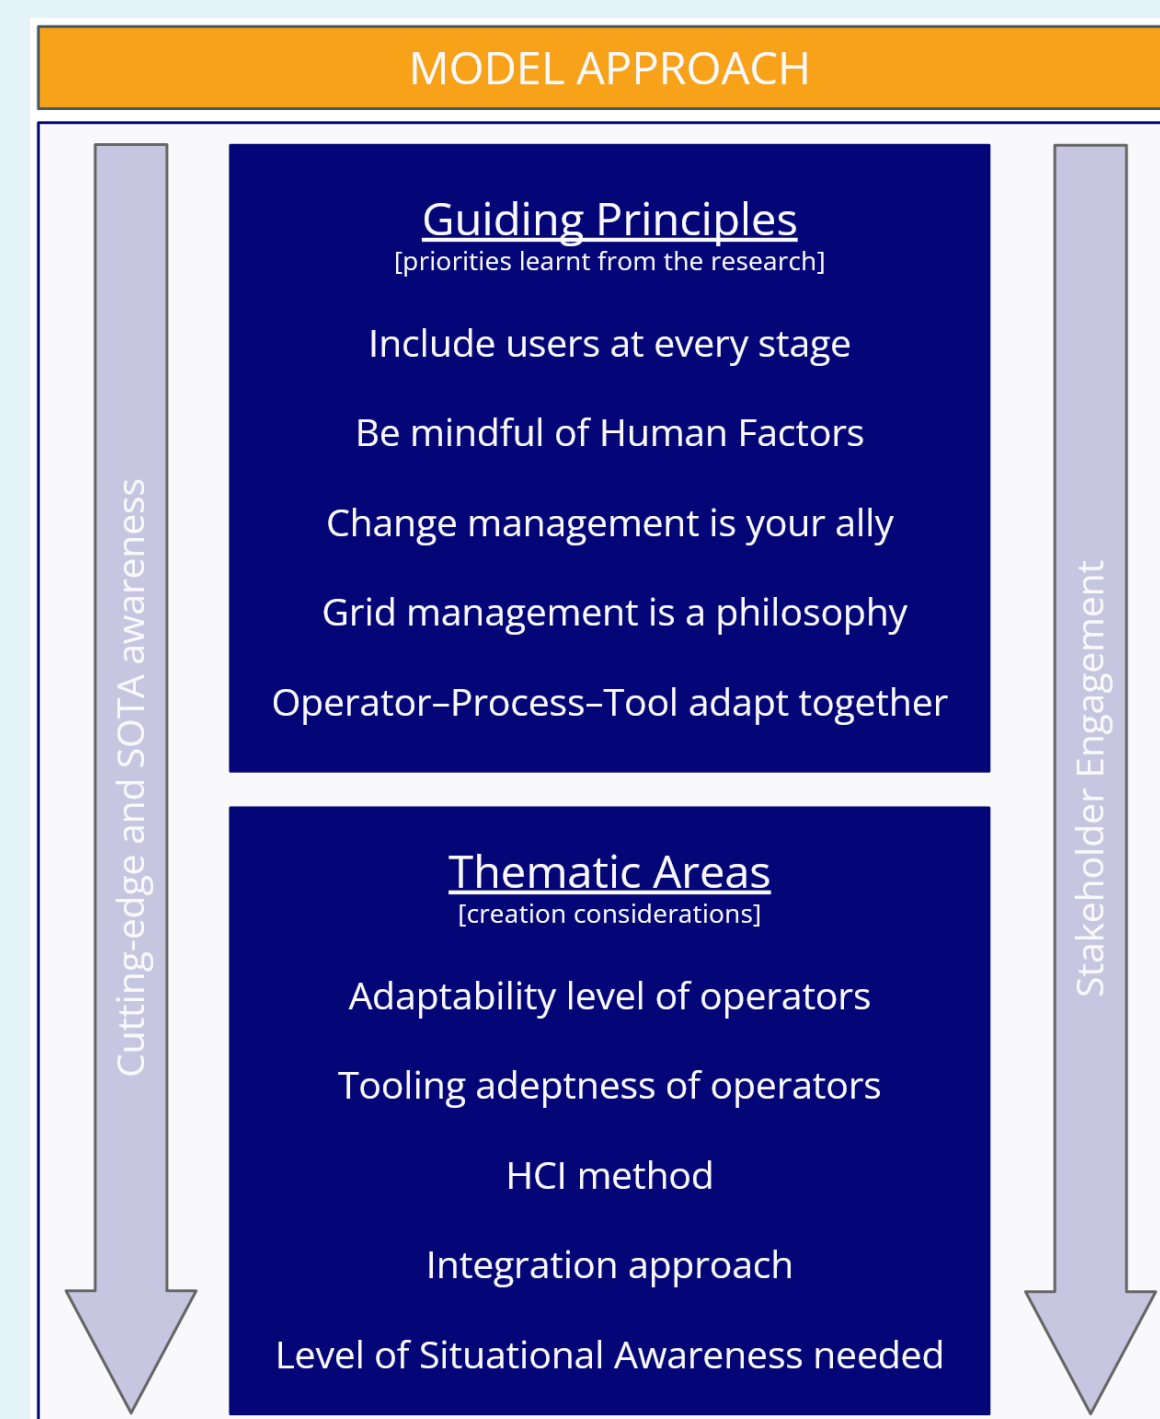 MODEL APPROACH
Cutting-edge and SOTA awareness
Guiding Principles
[priorities learnt from the research]
Include users at every stage
Be mindful of Human Factors
Change management is your ally
Grid management is a philosophy
Operator–Process–Tool adapt together
Thematic Areas
[creation considerations]
Adaptability level of operators
Tooling adeptness of operators
HCI method
Integration approach
Level of Situational Awareness needed
Stakeholder Engagement